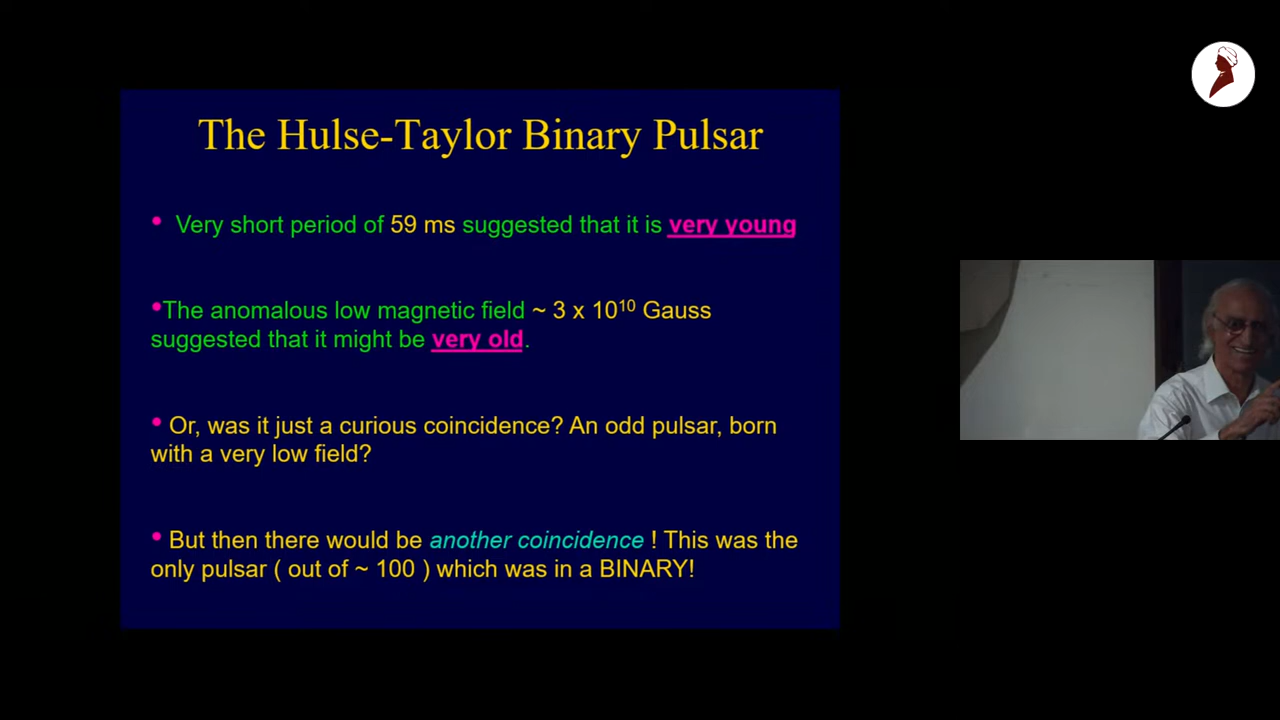 The Hulse-Taylor Binary Pulsar
• Very short period of 59 ms suggested that it is very young
•The anomalous low magnetic field ~ 3 x 10¹⁰ Gauss
suggested that it might be very old.
• Or, was it just a curious coincidence? An odd pulsar, born
with a very low field?
• But then there would be another coincidence ! This was the
only pulsar ( out of ~ 100 ) which was in a BINARY!